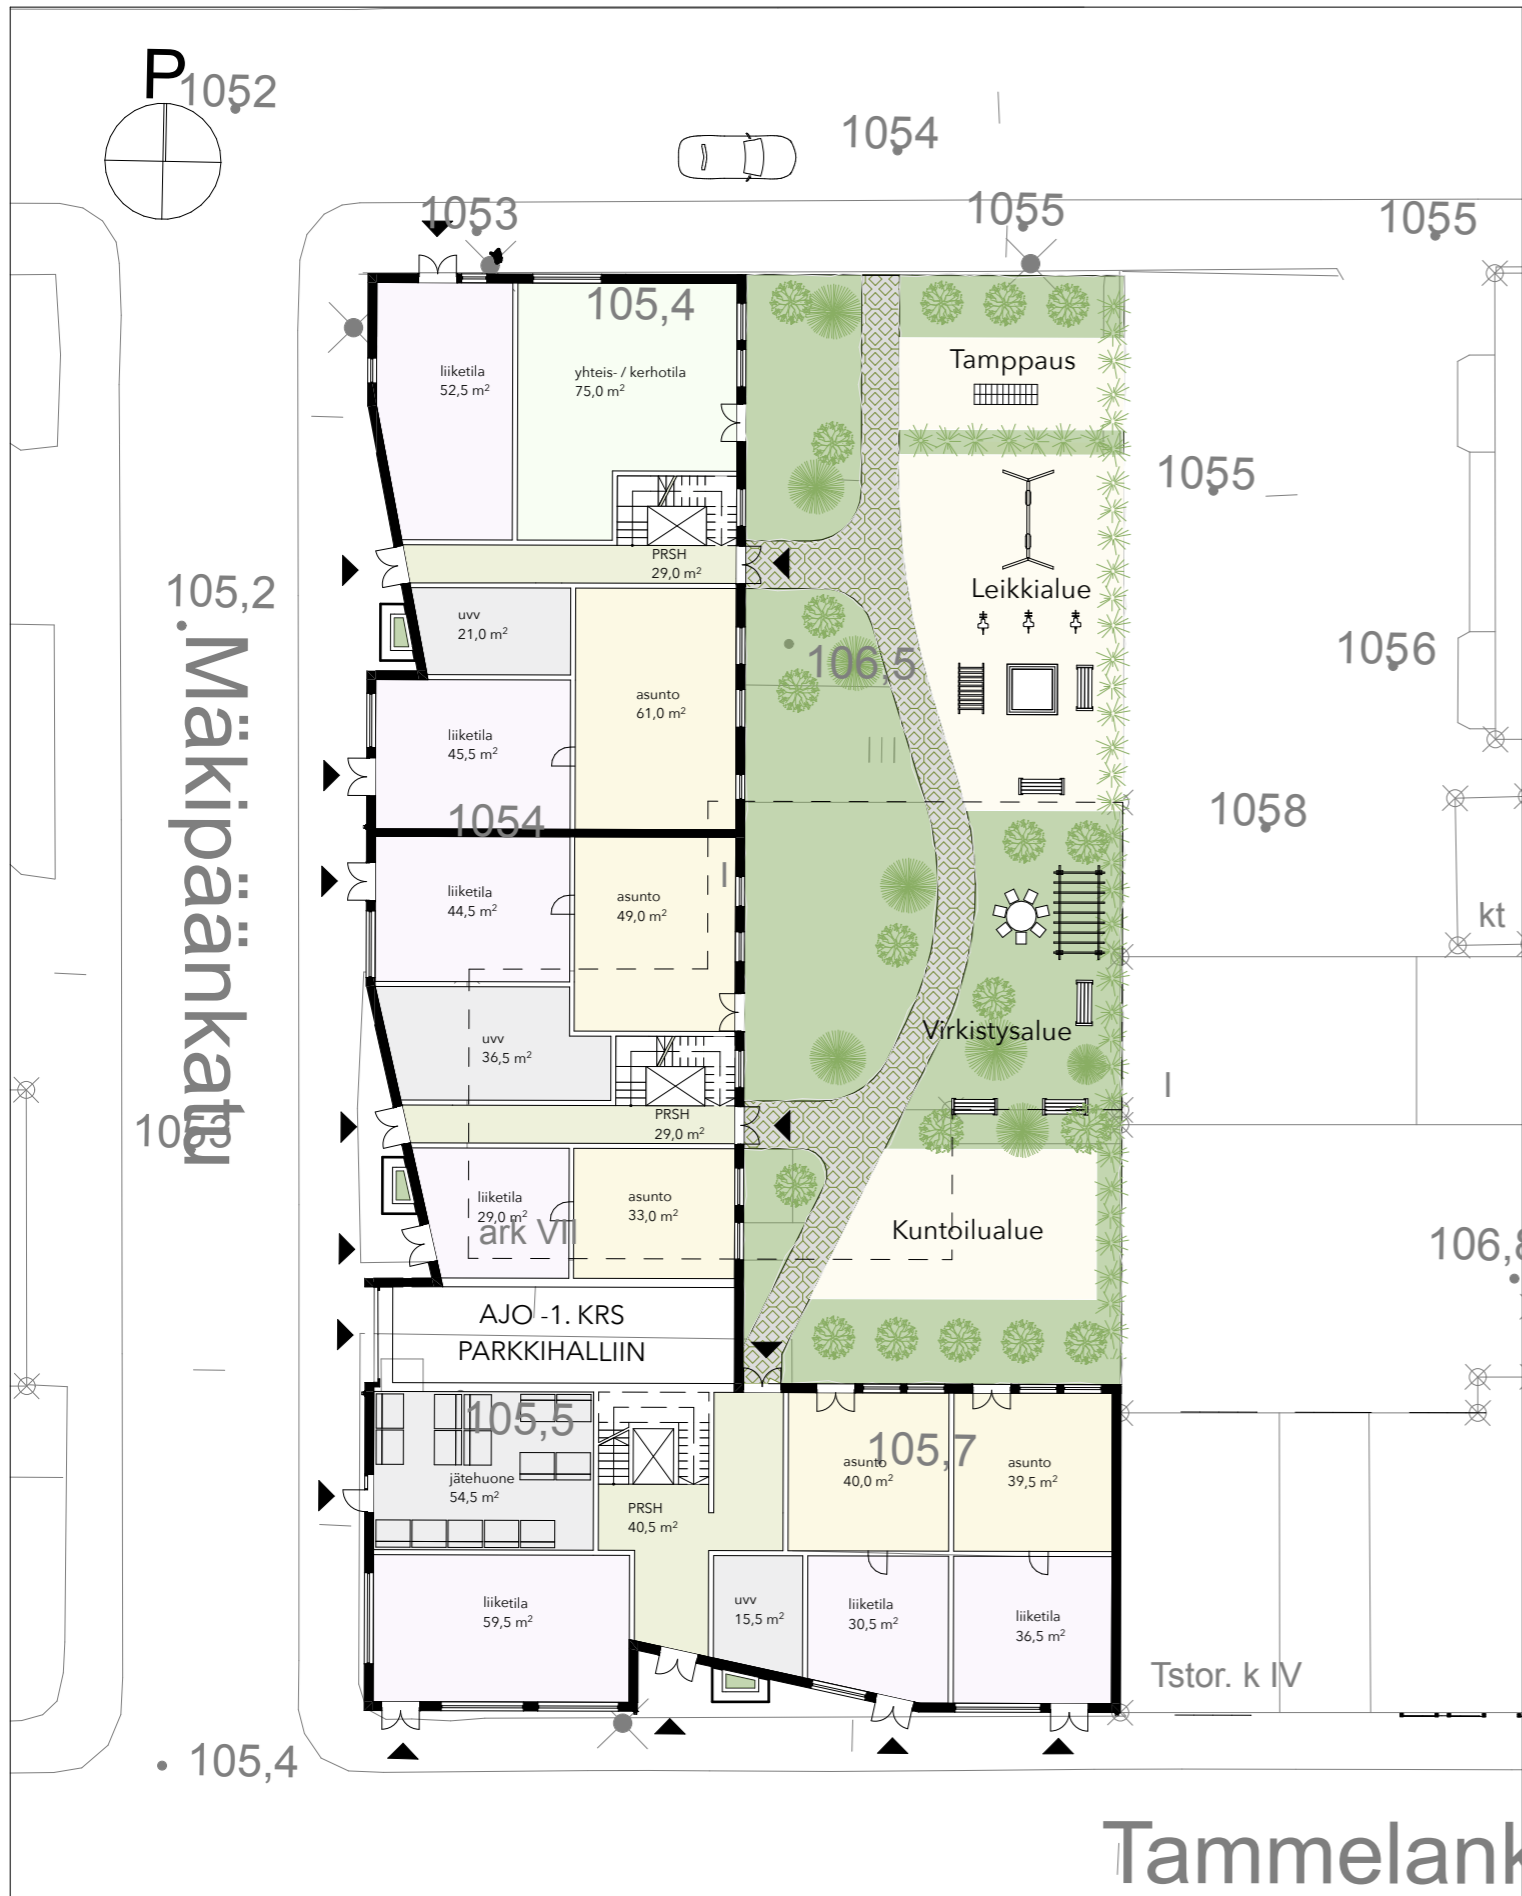 P
1052
1054
1053
1055
1055
105,4
liiketila
52,5 m²
yhteis- / kerhotila
75,0 m²
Tamppaus
1055
PRSH
29,0 m²
Leikkialue
105,2
uvv
21,0 m²
106,5
1056
asunto
61,0 m²
liiketila
45,5 m²
III
Mäkipäänkatu
1054
1058
I
liiketila
44,5 m²
asunto
49,0 m²
kt
uvv
36,5 m²
Virkistysalue
I
PRSH
29,0 m²
liiketila
29,0 m²
asunto
33,0 m²
ark VII
Kuntoilualue
106,8
AJO -1. KRS
PARKKIHALLIIN
105,5
105,7
jätehuone
54,5 m²
asunto
40,0 m²
asunto
39,5 m²
PRSH
40,5 m²
liiketila
59,5 m²
uvv
15,5 m²
liiketila
30,5 m²
liiketila
36,5 m²
Tstor. k IV
105,4
Tammelank